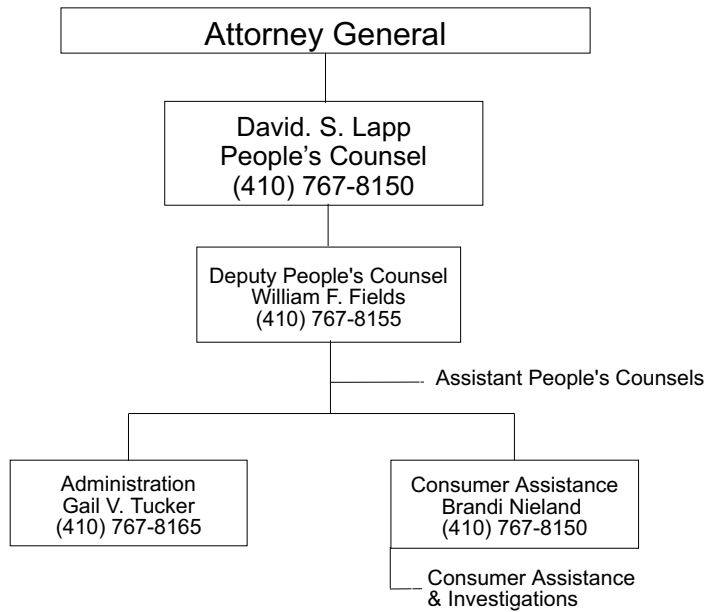 Attorney General
David. S. Lapp
People’s Counsel
(410) 767-8150
Deputy People's Counsel
William F. Fields
(410) 767-8155
Assistant People's Counsels
Administration
Gail V. Tucker
(410) 767-8165
Consumer Assistance
Brandi Nieland
(410) 767-8150
Consumer Assistance
& Investigations